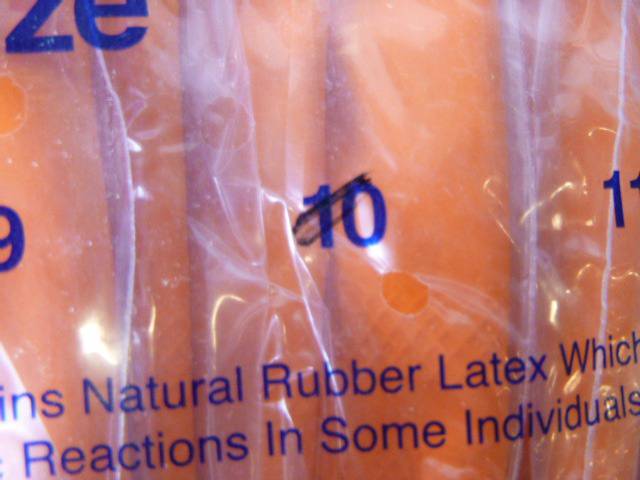 ze
9 10 11
ins Natural Rubber Latex Which
c Reactions In Some Individuals